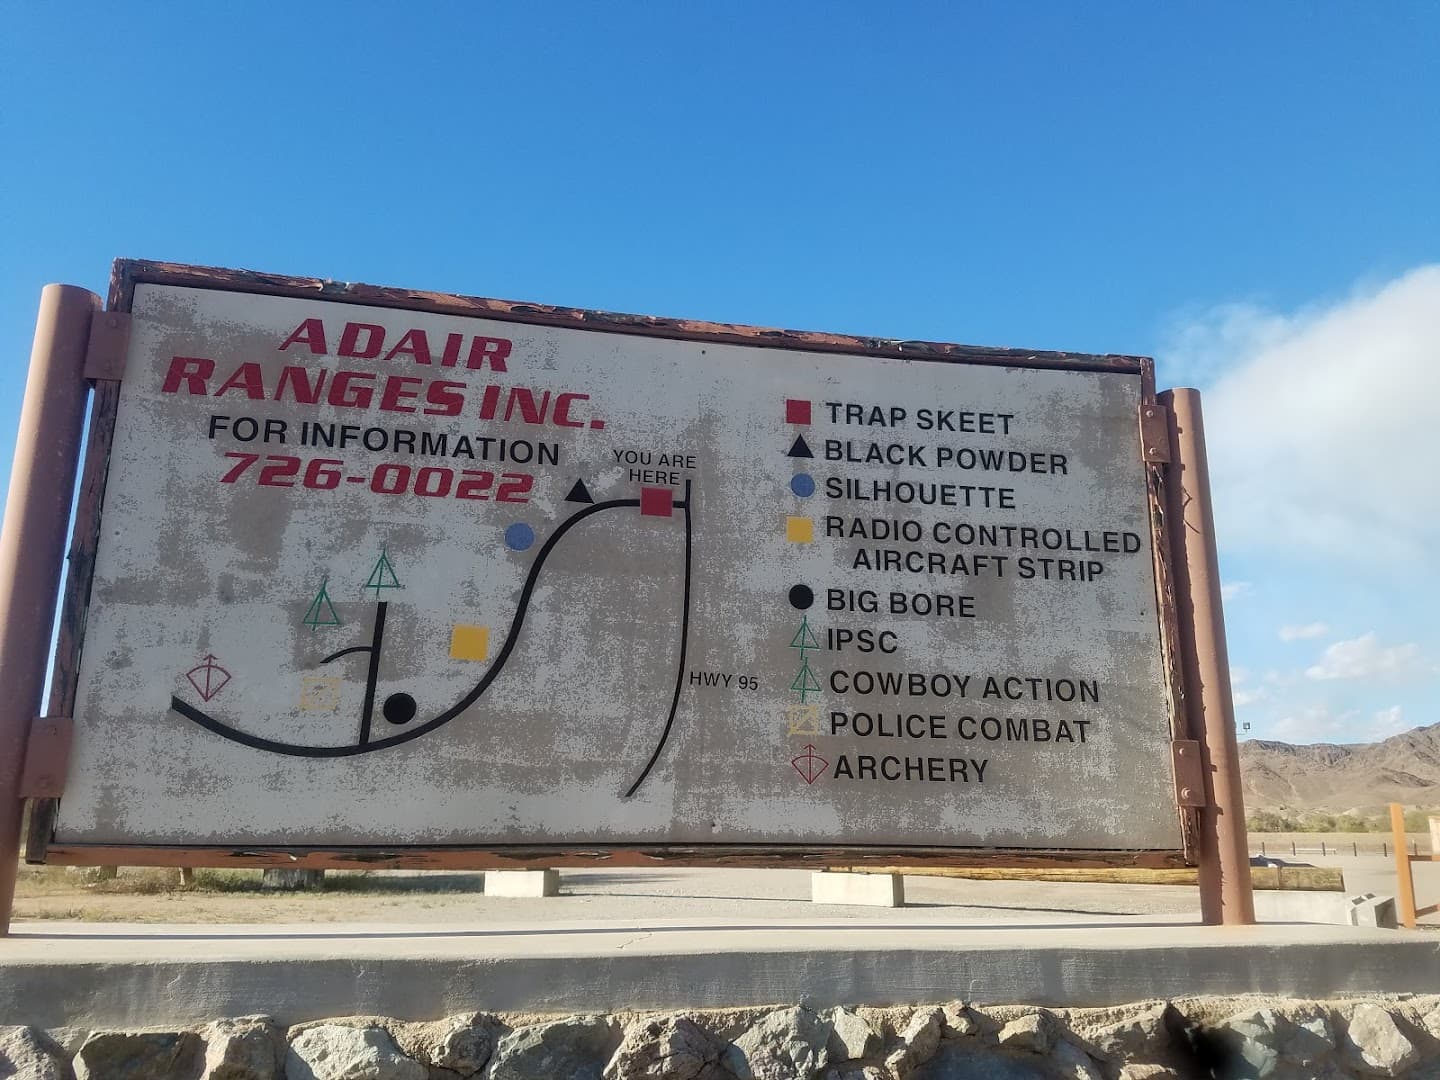 ADAIR
RANGES INC.
FOR INFORMATION
726-0022
YOU ARE
HERE
HWY 95
TRAP SKEET
BLACK POWDER
SILHOUETTE
RADIO CONTROLLED
AIRCRAFT STRIP
BIG BORE
IPSC
COWBOY ACTION
POLICE COMBAT
ARCHERY